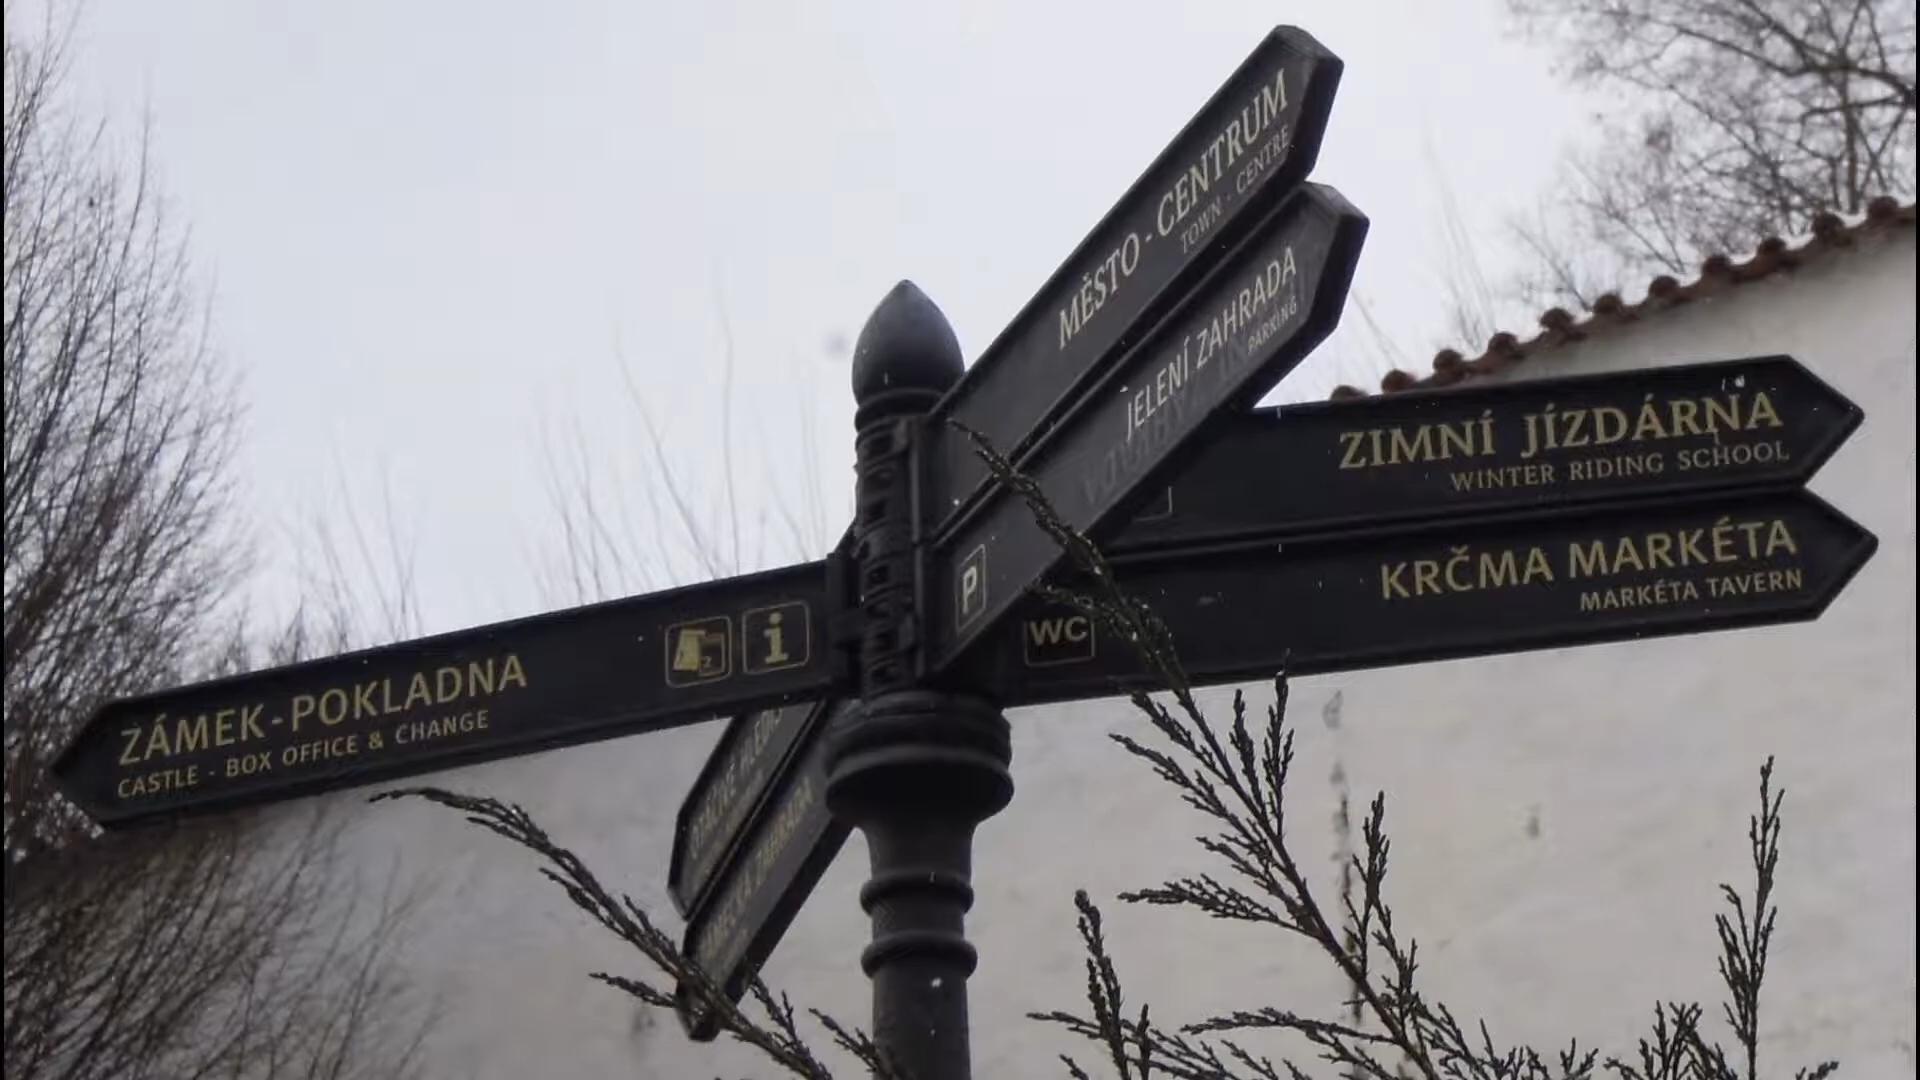 MĚSTO - CENTRUM
TOWN - CENTRE
JELENÍ ZAHRADA
PARKING
P
ZIMNÍ JÍZDÁRNA
WINTER RIDING SCHOOL
KRČMA MARKÉTA
MARKÉTA TAVERN
WC
i
ZÁMEK-POKLADNA
CASTLE - BOX OFFICE & CHANGE
ZAHRADA